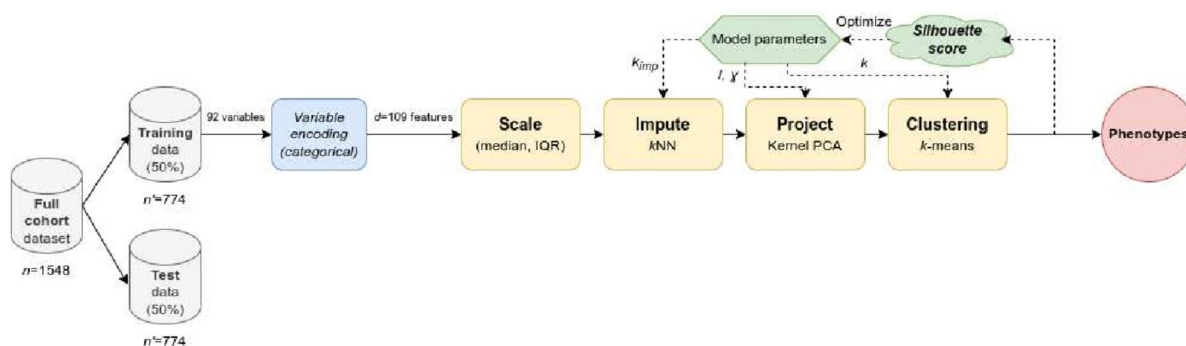 Full
cohort
dataset
n=1548
Training
data
(50%)
n'=774
Test
data
(50%)
n'=774
92 variables
Variable
encoding
(categorical)
d=109 features
Scale
(median, IQR)
Impute
kNN
Project
Kernel PCA
Clustering
k-means
Phenotypes
Model parameters
Optimize
Silhouette
score
k_imp
l, γ
k